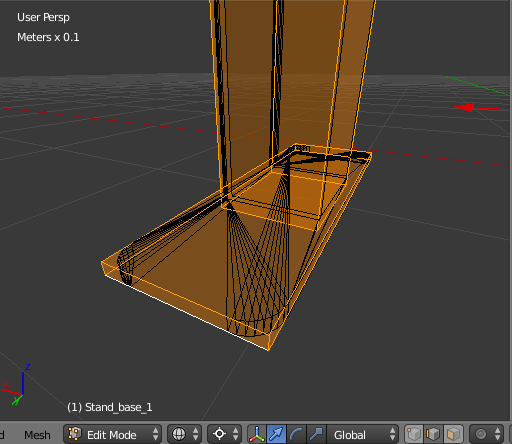 User Persp
Meters x 0.1
z
y
(1) Stand_base_1
d Mesh Edit Mode Global